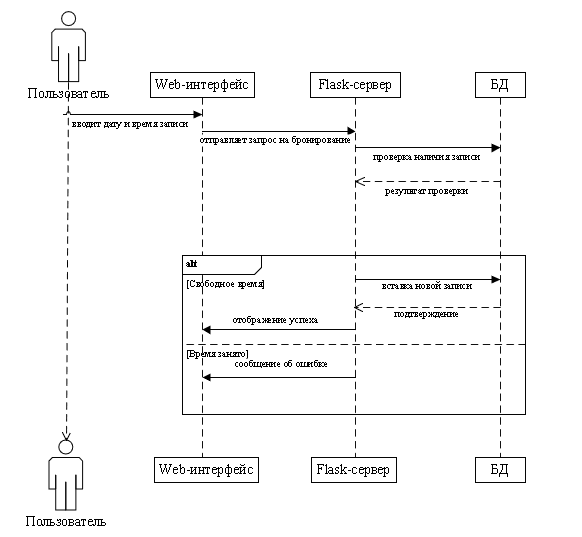 Пользователь
Web-интерфейс
Flask-сервер
БД
вводит дату и время записи
отправляет запрос на бронирование
проверка наличия записи
результат проверки
alt
[Свободное время]
вставка новой записи
подтверждение
отображение успеха
[Время занято]
сообщение об ошибке
Web-интерфейс
Flask-сервер
БД
Пользователь